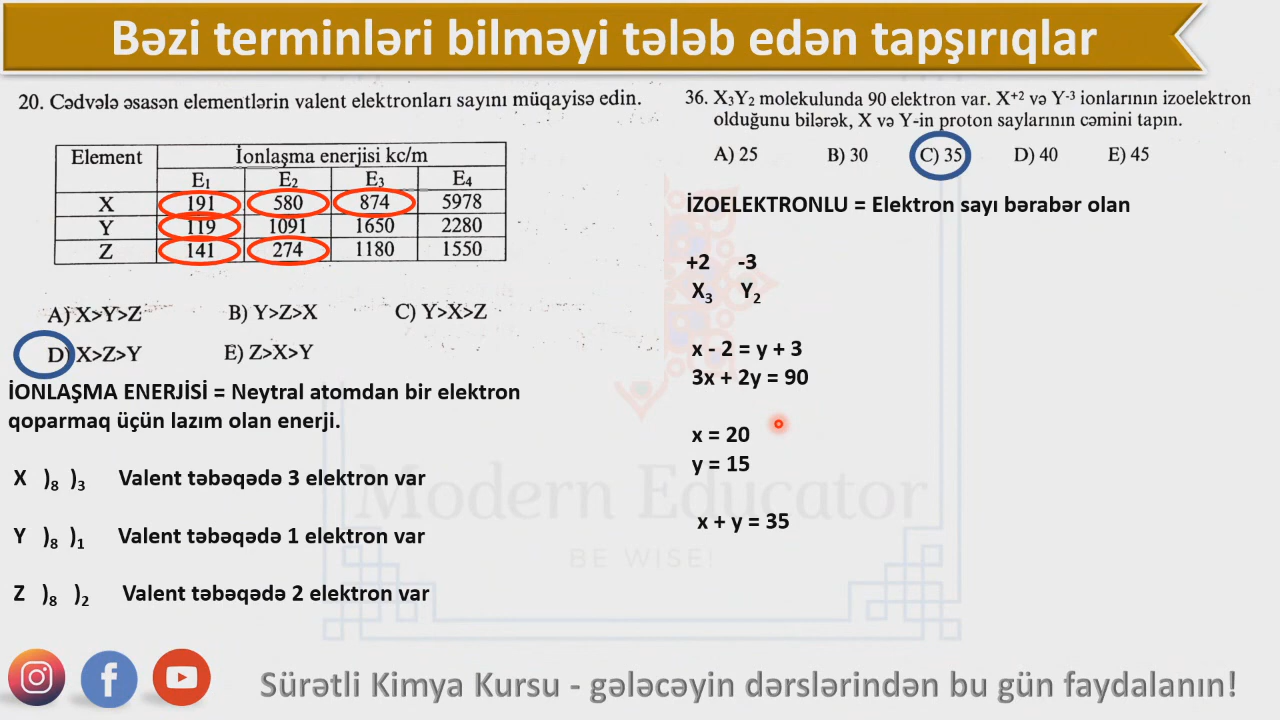 Bəzi terminləri bilməyi tələb edən tapşırıqlar
20. Cədvələ əsasən elementlərin valent elektronları sayını müqayisə edin.
Element İonlaşma enerjisi kc/m
E1 E2 E3 E4
X 191 580 874 5978
Y 119 1091 1650 2280
Z 141 274 1180 1550
A) X>Y>Z B) Y>Z>X C) Y>X>Z
D) X>Z>Y E) Z>X>Y
İONLAŞMA ENERJİSİ = Neytral atomdan bir elektron
qoparmaq üçün lazım olan enerji.
X )8 )3 Valent təbəqədə 3 elektron var
Y )8 )1 Valent təbəqədə 1 elektron var
Z )8 )2 Valent təbəqədə 2 elektron var
36. X3Y2 molekulunda 90 elektron var. X+2 və Y-3 ionlarının izoelektron
olduğunu bilərək, X və Y-in proton saylarının cəmini tapın.
A) 25 B) 30 C) 35 D) 40 E) 45
İZOELEKTRONLU = Elektron sayı bərabər olan
+2 -3
X3 Y2
x - 2 = y + 3
3x + 2y = 90
x = 20
y = 15
x + y = 35
Modern Educator
BE WISE!
Sürətli Kimya Kursu - gələcəyin dərslərindən bu gün faydalanın!